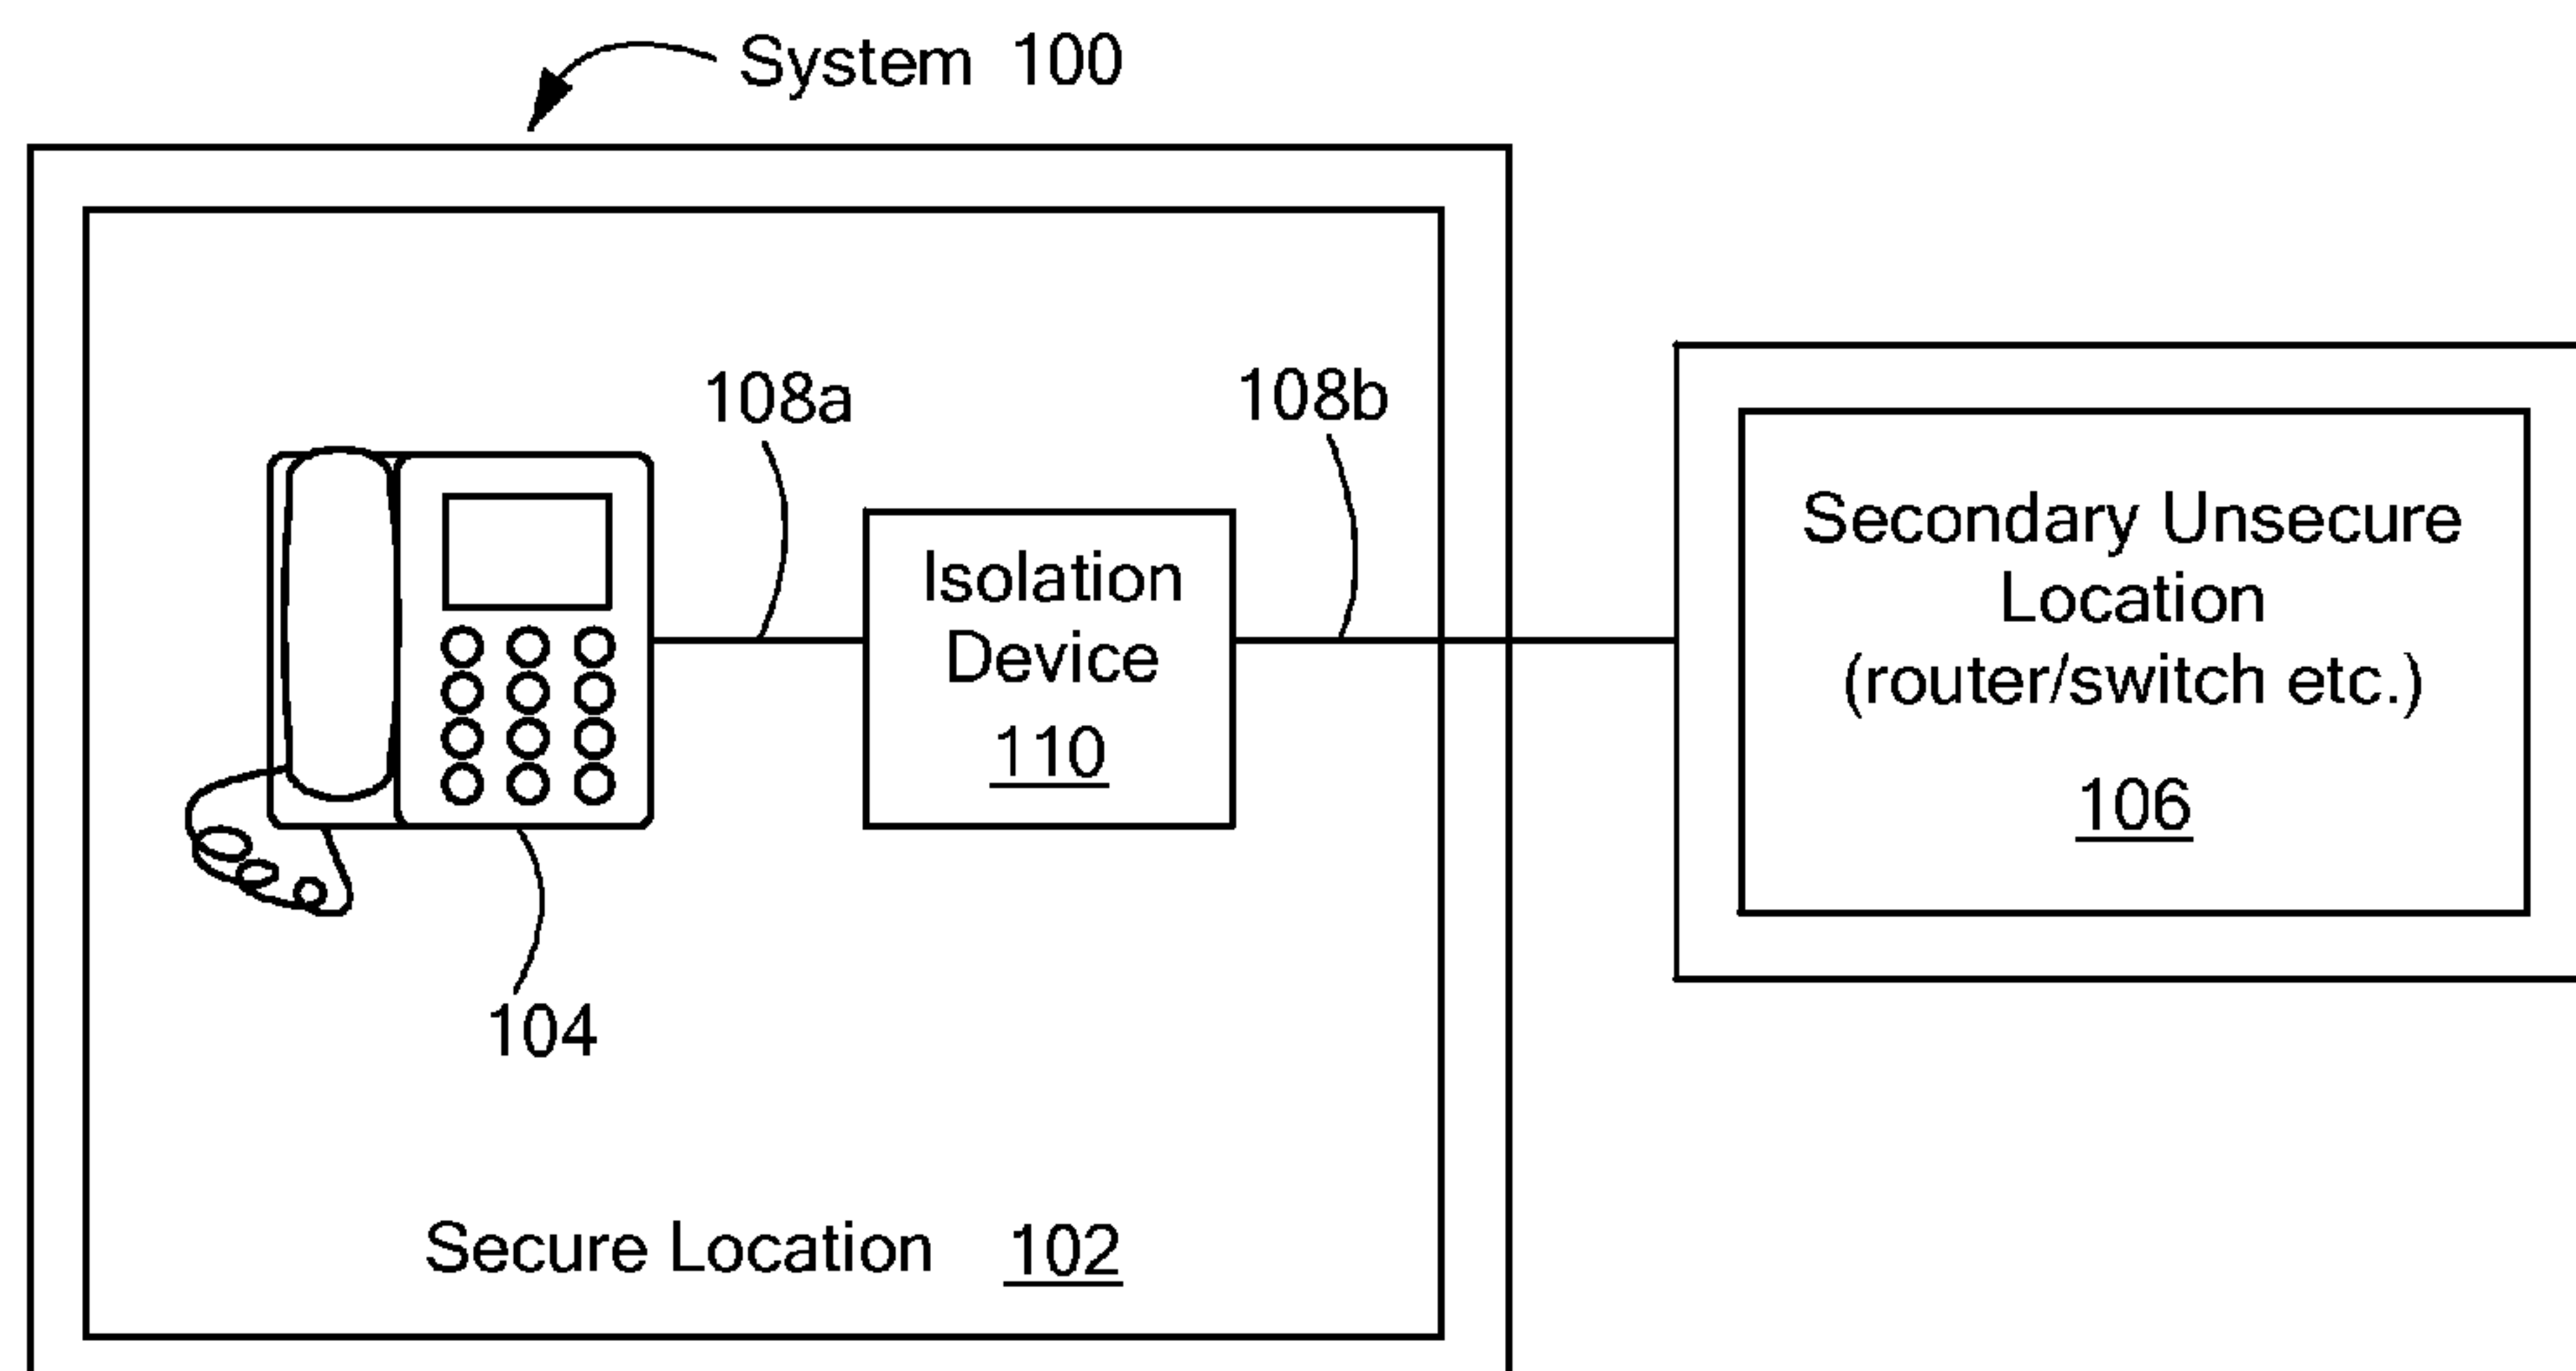 System 100
108a
108b
Isolation
Device
110
Secondary Unsecure
Location
(router/switch etc.)
106
104
Secure Location 102